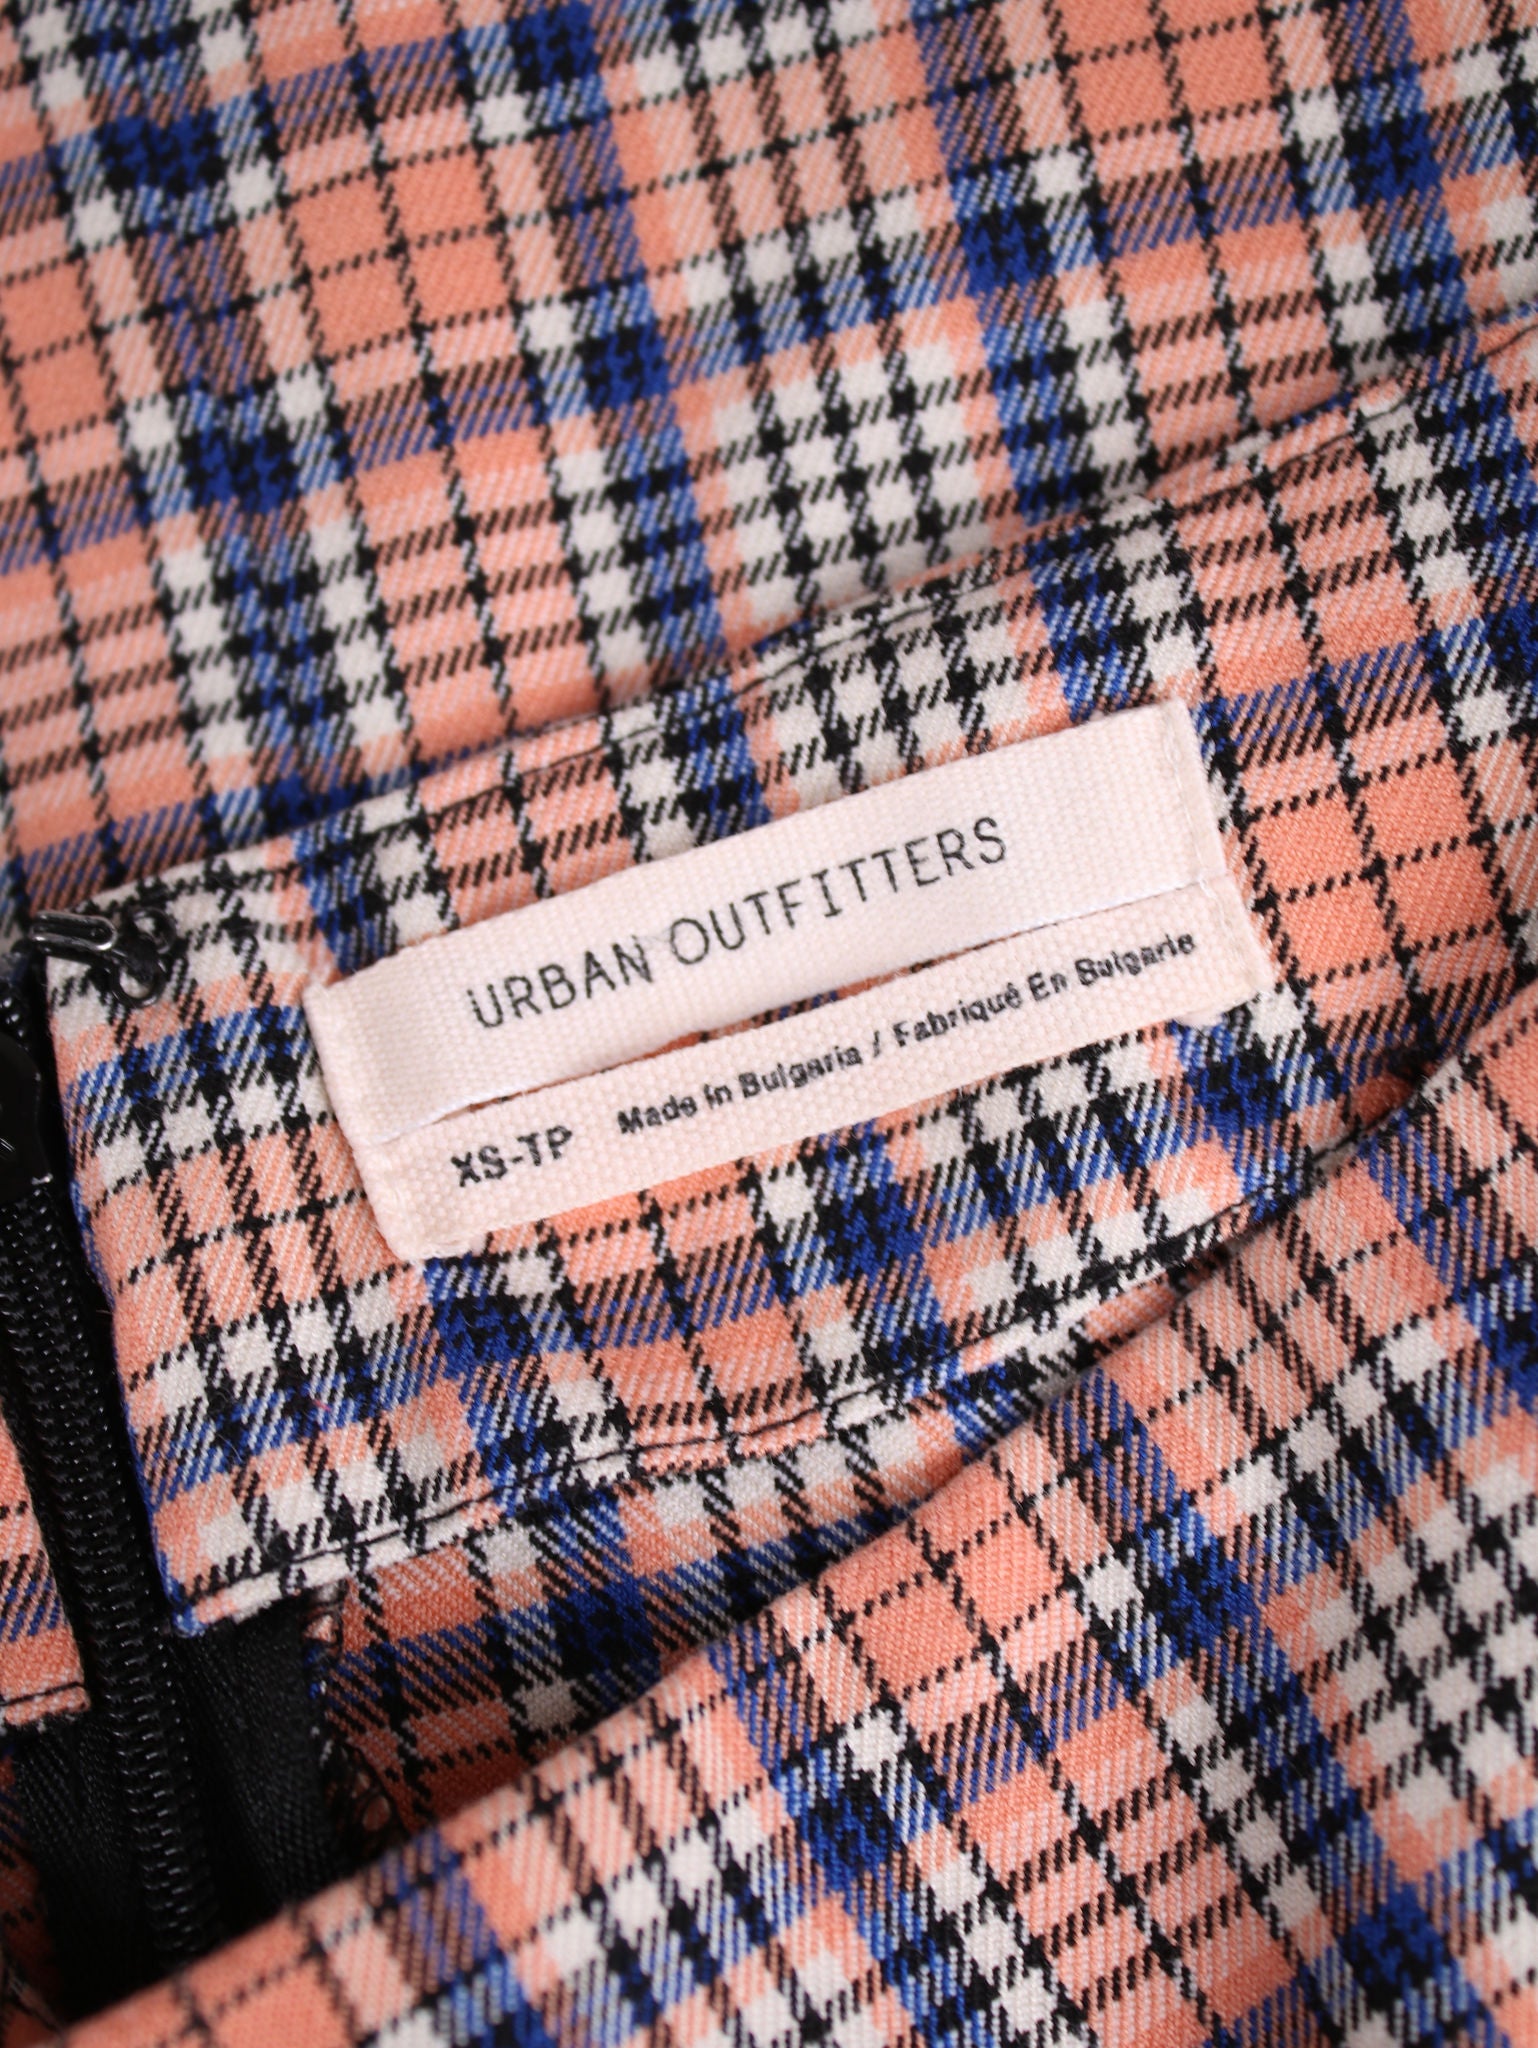 URBAN OUTFITTERS
XS-TP Made in Bulgaria / Fabriqué En Bulgarie